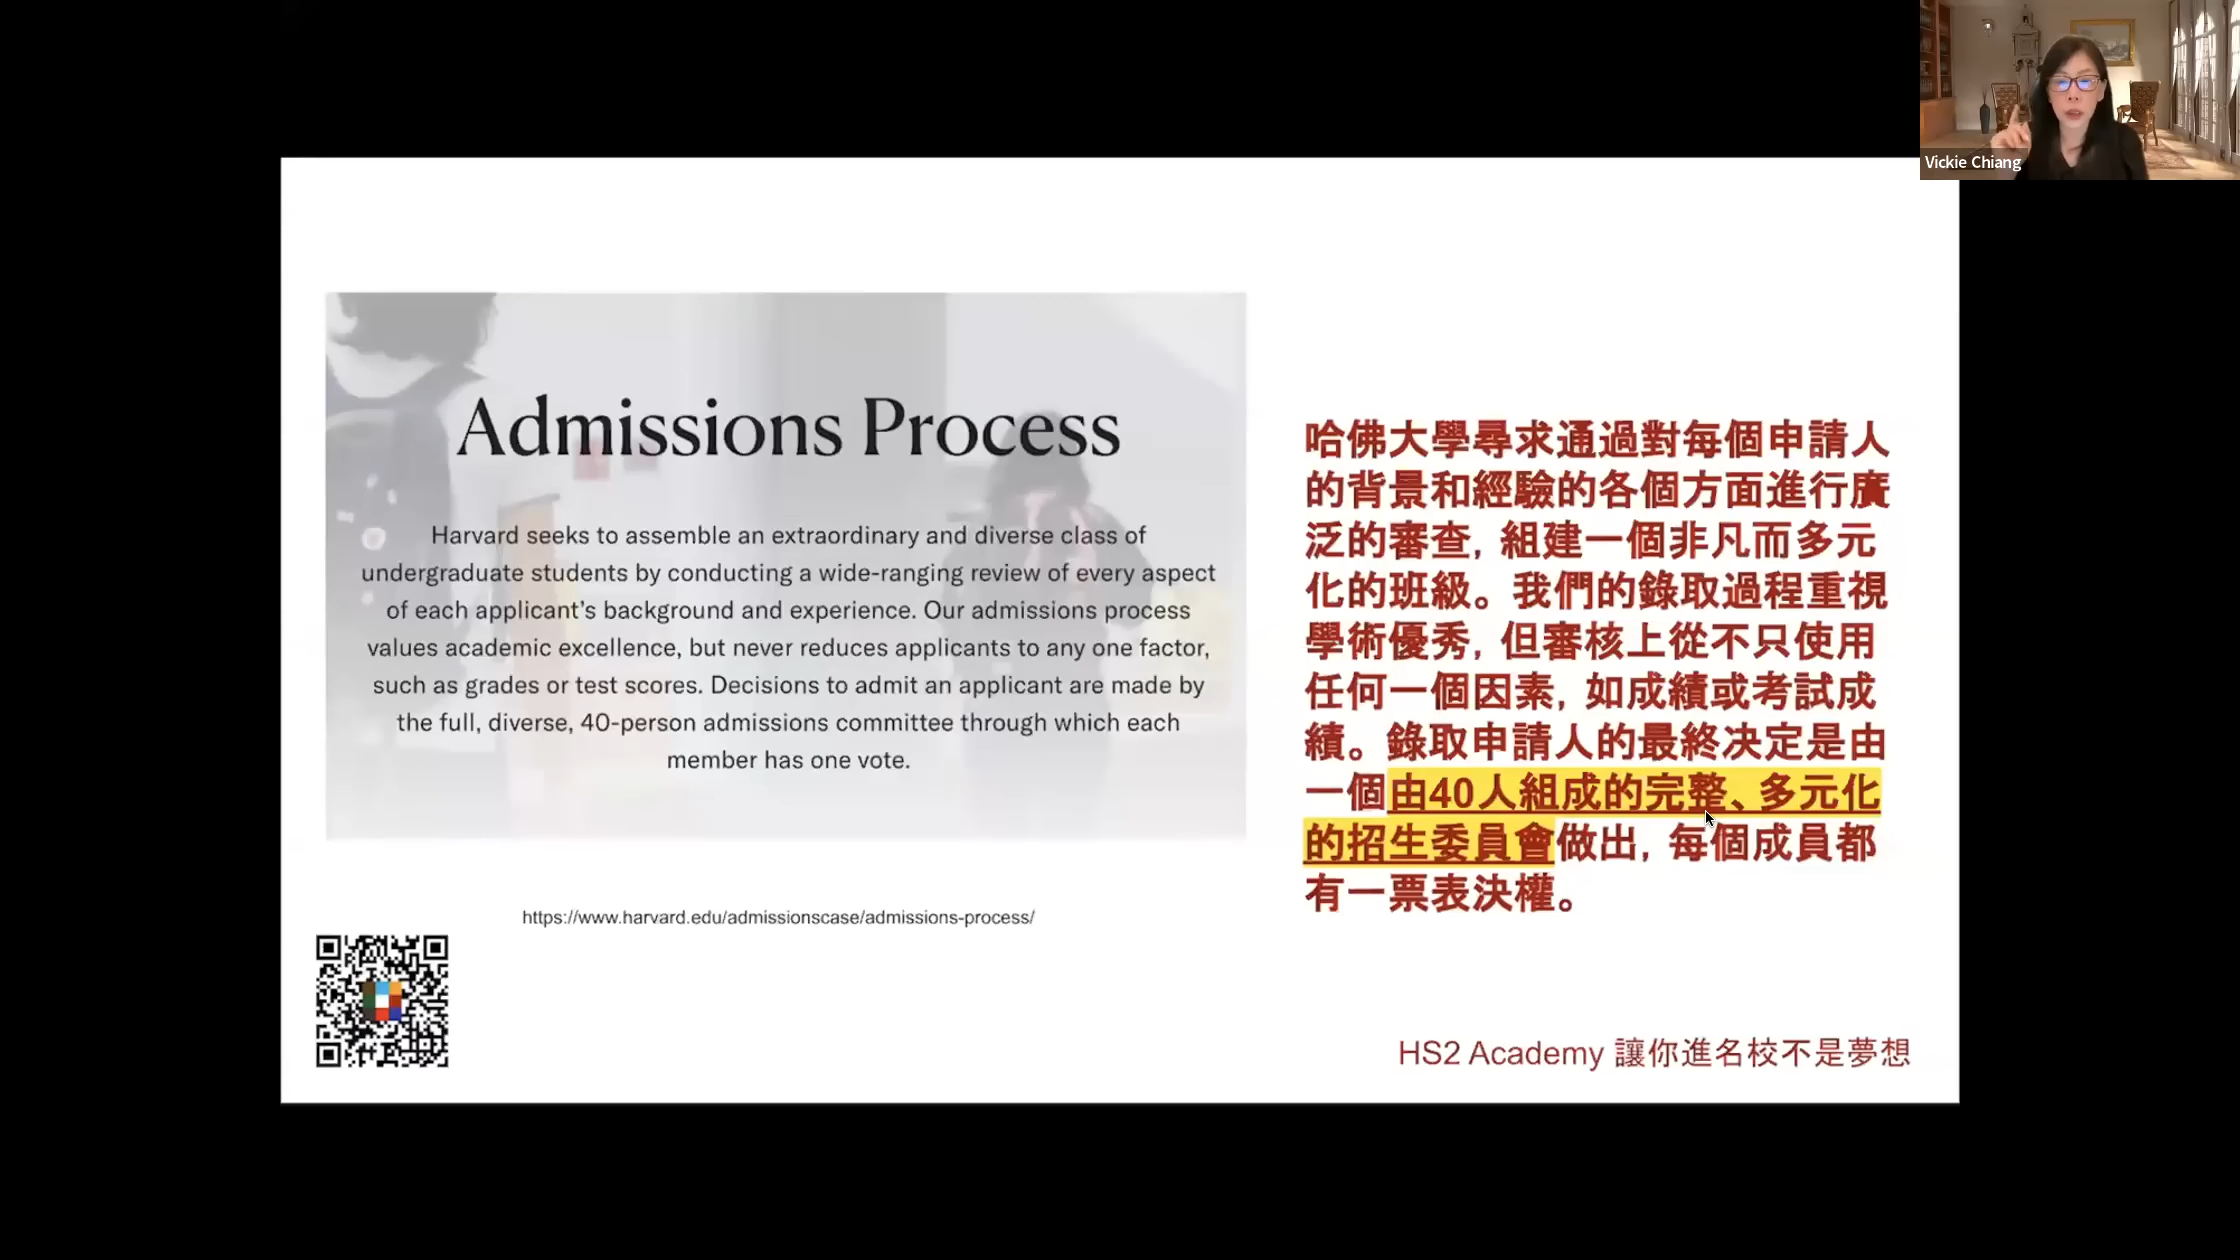 Vickie Chiang
Admissions Process
Harvard seeks to assemble an extraordinary and diverse class of
undergraduate students by conducting a wide-ranging review of every aspect
of each applicant's background and experience. Our admissions process
values academic excellence, but never reduces applicants to any one factor,
such as grades or test scores. Decisions to admit an applicant are made by
the full, diverse, 40-person admissions committee through which each
member has one vote.
https://www.harvard.edu/admissionscase/admissions-process/
哈佛大學尋求通過對每個申請人
的背景和經驗的各個方面進行廣
泛的審查，組建一個非凡而多元
化的班級。我們的錄取過程重視
學術優秀，但審核上從不只使用
任何一個因素，如成績或考試成
績。錄取申請人的最終決定是由
一個由40人組成的完整、多元化
的招生委員會做出，每個成員都
有一票表決權。
HS2 Academy 讓你進名校不是夢想